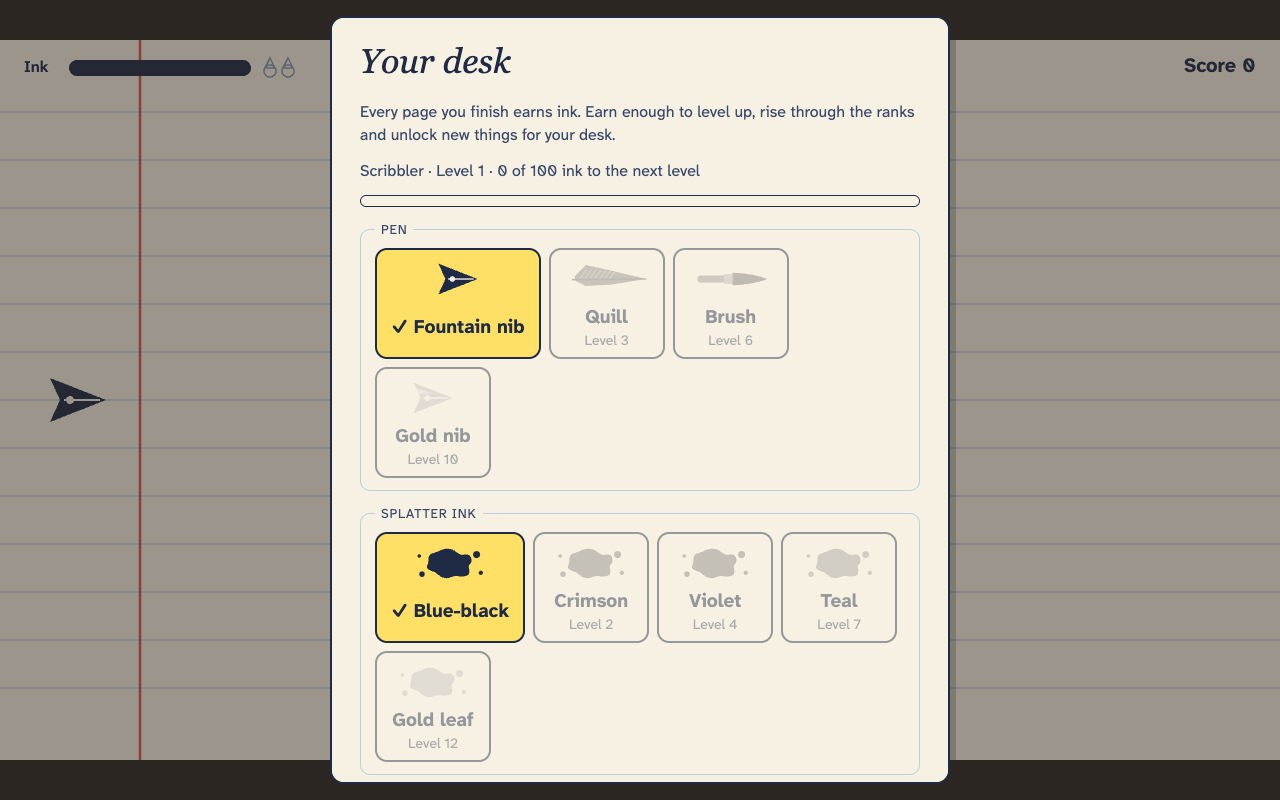 Ink
Score 0
Your desk
Every page you finish earns ink. Earn enough to level up, rise through the ranks
and unlock new things for your desk.
Scribbler · Level 1 · 0 of 100 ink to the next level
PEN
✓ Fountain nib
Quill
Level 3
Brush
Level 6
Gold nib
Level 10
SPLATTER INK
✓ Blue-black
Crimson
Level 2
Violet
Level 4
Teal
Level 7
Gold leaf
Level 12